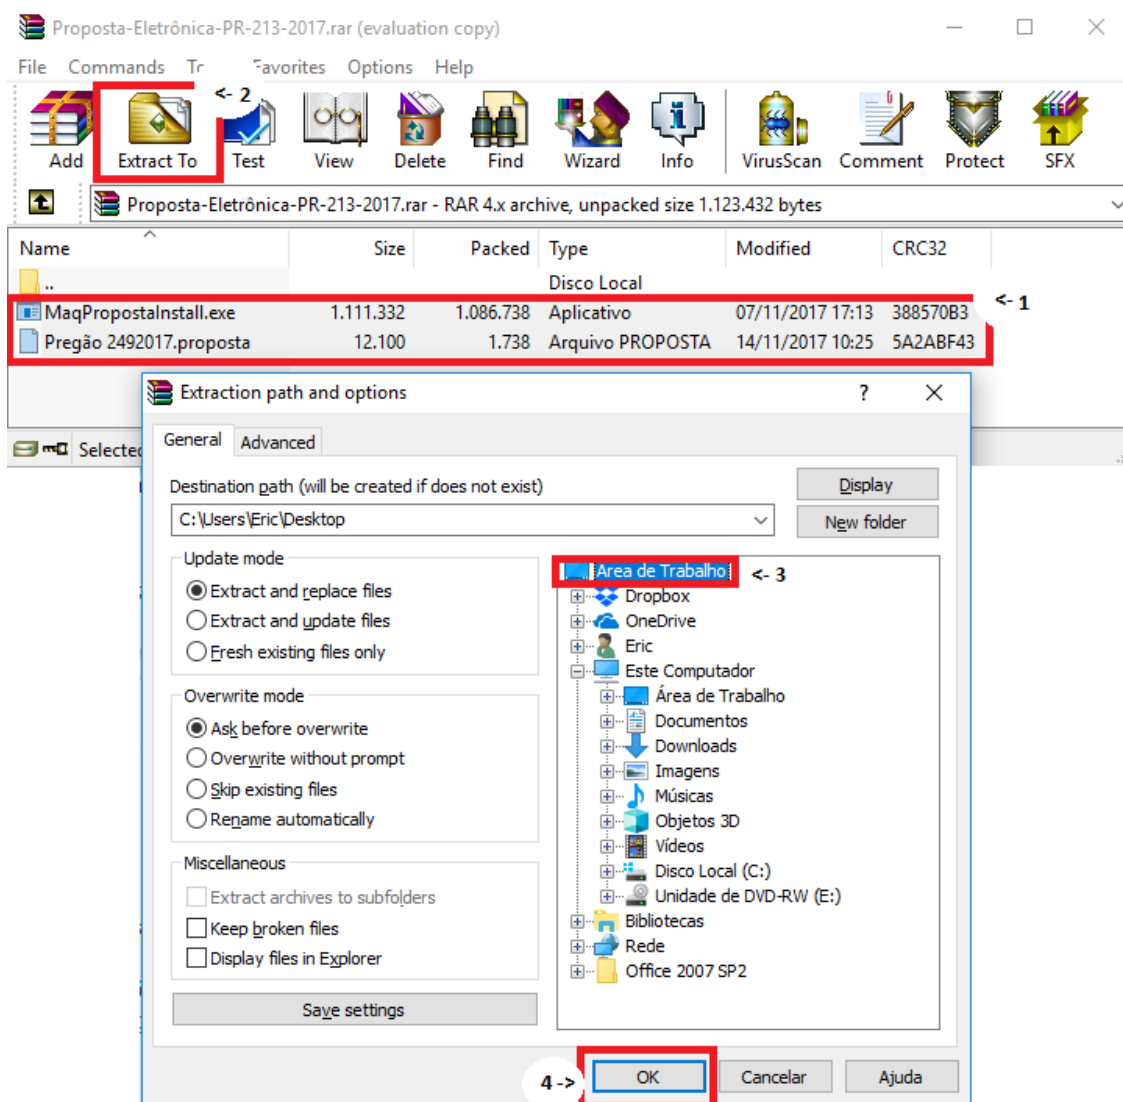 Proposta-Eletrônica-PR-213-2017.rar (evaluation copy)
File Commands Favorites Options Help
<- 2
Add Extract To Test View Delete Find Wizard Info VirusScan Comment Protect SFX
Proposta-Eletrônica-PR-213-2017.rar - RAR 4.x archive, unpacked size 1.123.432 bytes
Name Size Packed Type Modified CRC32
.. Disco Local
<- 1
MaqPropostaInstall.exe 1.111.332 1.086.738 Aplicativo 07/11/2017 17:13 388570B3
Pregão 2492017.proposta 12.100 1.738 Arquivo PROPOSTA 14/11/2017 10:25 5A2ABF43
Extraction path and options ?
General Advanced
Selected
Destination path (will be created if does not exist)
Display
C:\Users\Eric\Desktop
New folder
Update mode
Extract and replace files
Extract and update files
Fresh existing files only
Overwrite mode
Ask before overwrite
Overwrite without prompt
Skip existing files
Rename automatically
Miscellaneous
Extract archives to subfolders
Keep broken files
Display files in Explorer
Save settings
Área de Trabalho <- 3
Dropbox
OneDrive
Eric
Este Computador
Área de Trabalho
Documentos
Downloads
Imagens
Músicas
Objetos 3D
Vídeos
Disco Local (C:)
Unidade de DVD-RW (E:)
Bibliotecas
Rede
Office 2007 SP2
4 -> OK Cancelar Ajuda